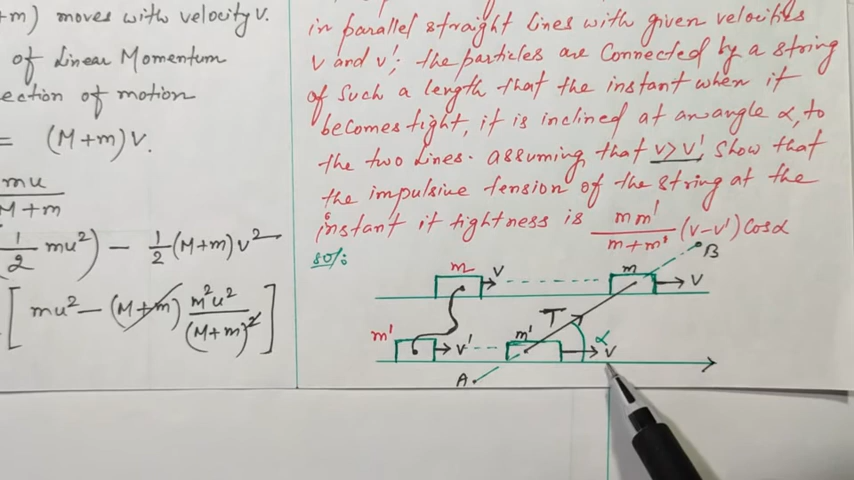 +m) moves with velocity V.
of Linear Momentum
ection of motion
= (M+m)V.
mu
M+m
1/2 mu²) - 1/2 (M+m)V²
[ mu² - (M+m) m²u²/(M+m)² ]
in parallel straight lines with given velocities
V and V'; the particles are connected by a string
of such a length that the instant when it
becomes tight, it is inclined at an angle α, to
the two lines. assuming that V>V', show that
the impulsive tension of the string at the
instant it tightness is mm'/m+m' (V-V') Cosα
Sol:
B
m V m V
T
m' V' m' α V
A